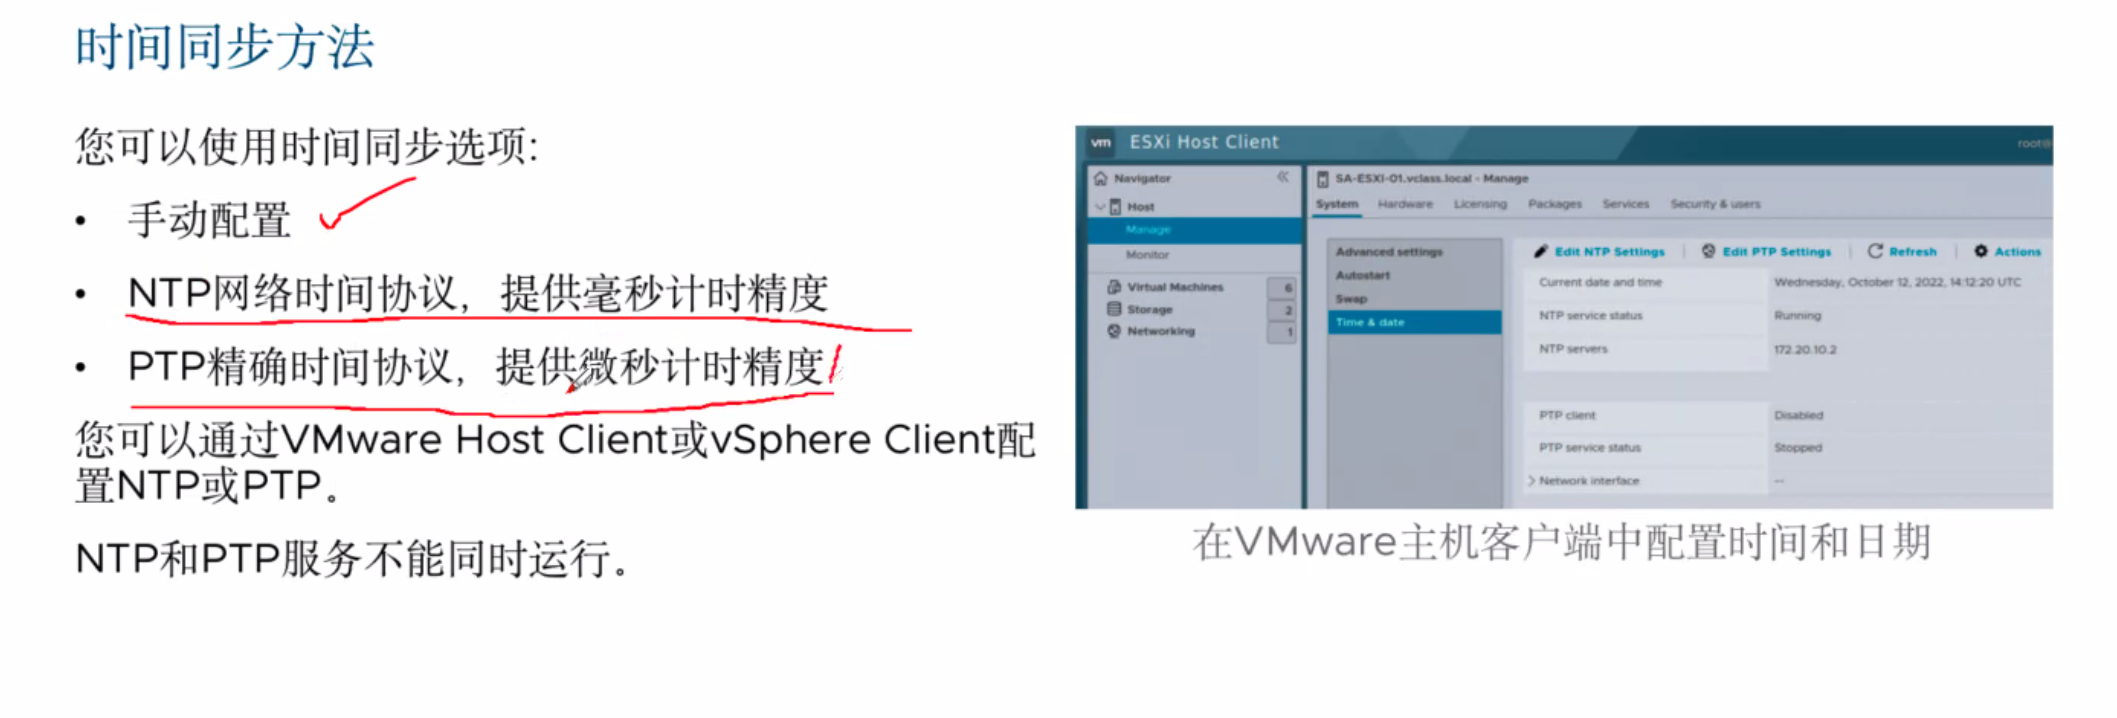 时间同步方法
您可以使用时间同步选项:
• 手动配置
• NTP网络时间协议，提供毫秒计时精度
• PTP精确时间协议，提供微秒计时精度
您可以通过VMware Host Client或vSphere Client配
置NTP或PTP。
NTP和PTP服务不能同时运行。
vm ESXi Host Client
root@
Navigator
Host
Manage
Monitor
Virtual Machines 6
Storage 2
Networking 1
SA-ESXI-01.vclass.local - Manage
System Hardware Licensing Packages Services Security & users
Advanced settings
Autostart
Swap
Time & date
Edit NTP Settings Edit PTP Settings Refresh Actions
Current date and time Wednesday, October 12, 2022, 14:12:20 UTC
NTP service status Running
NTP servers 172.20.10.2
PTP client Disabled
PTP service status Stopped
Network interface --
在VMware主机客户端中配置时间和日期